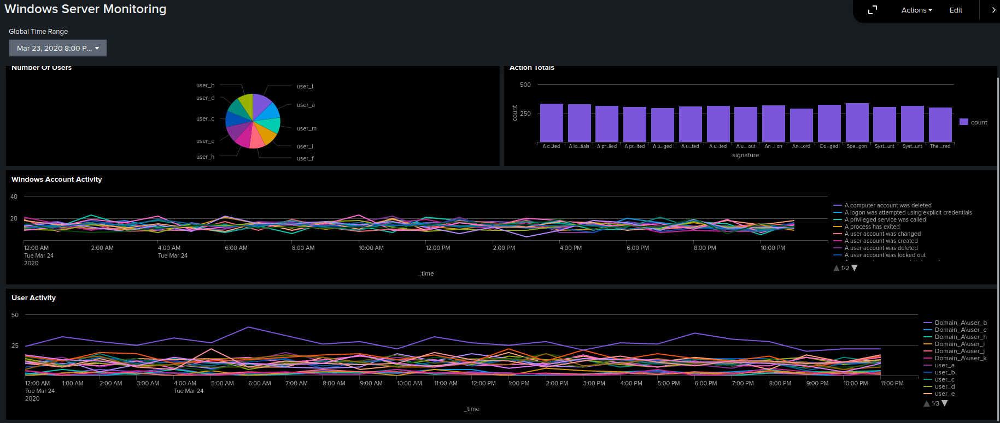 Windows Server Monitoring
Actions
Edit
Global Time Range
Mar 23, 2020 8:00 P...
Number Of Users
user_b
user_d
user_c
user_e
user_h
user_l
user_a
user_m
user_i
user_f
Action Totals
500
250
count
A c...ted
A lo...tials
A pr...lled
A pr...ited
A u...ged
A u...ted
A u...ted
A u... out
An ... on
An ...ord
Do...ged
Spe...gon
Syst...unt
Syst...unt
The ...red
signature
count
Windows Account Activity
40
20
12:00 AM 2:00 AM 4:00 AM 6:00 AM 8:00 AM 10:00 AM 12:00 PM 2:00 PM 4:00 PM 6:00 PM 8:00 PM 10:00 PM
Tue Mar 24 Tue Mar 24
2020
_time
A computer account was deleted
A logon was attempted using explicit credentials
A privileged service was called
A process has exited
A user account was changed
A user account was created
A user account was deleted
A user account was locked out
1/2
User Activity
50
25
12:00 AM 1:00 AM 2:00 AM 3:00 AM 4:00 AM 5:00 AM 6:00 AM 7:00 AM 8:00 AM 9:00 AM 10:00 AM 11:00 AM 12:00 PM 1:00 PM 2:00 PM 3:00 PM 4:00 PM 5:00 PM 6:00 PM 7:00 PM 8:00 PM 9:00 PM 10:00 PM 11:00 PM
Tue Mar 24 Tue Mar 24
2020
_time
Domain_A\user_b
Domain_A\user_c
Domain_A\user_h
Domain_A\user_i
Domain_A\user_j
Domain_A\user_k
user_a
user_b
user_c
user_d
user_e
1/3